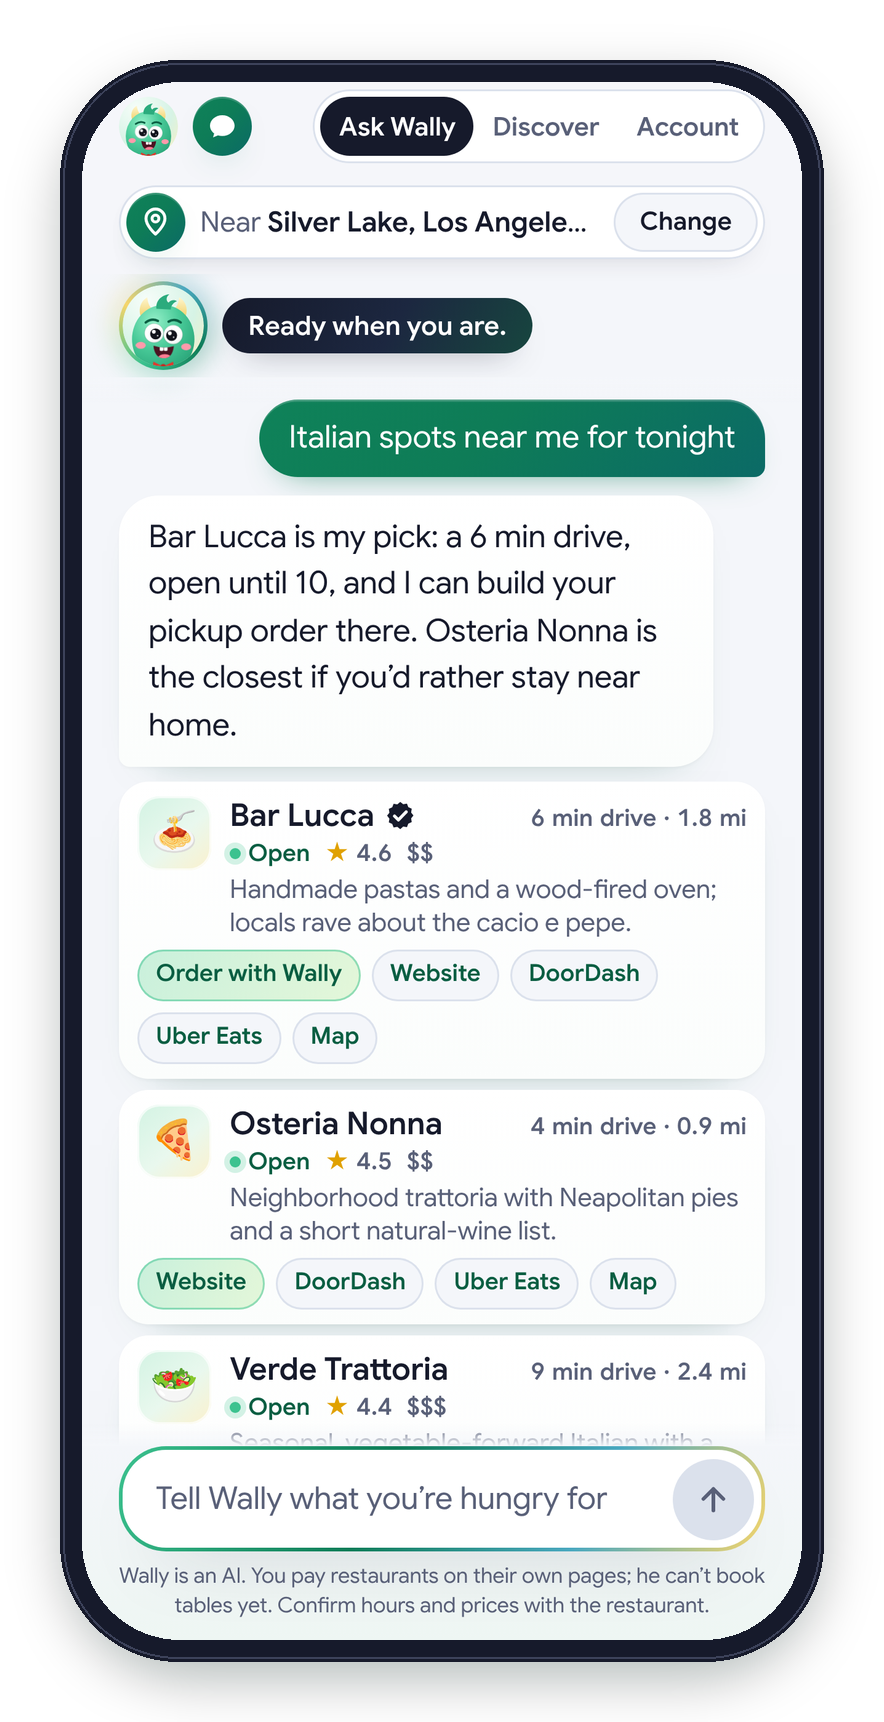 Ask Wally
Discover
Account
Near Silver Lake, Los Angele...
Change
Ready when you are.
Italian spots near me for tonight
Bar Lucca is my pick: a 6 min drive,
open until 10, and I can build your
pickup order there. Osteria Nonna is
the closest if you’d rather stay near
home.
Bar Lucca
6 min drive · 1.8 mi
Open ★ 4.6 $$
Handmade pastas and a wood-fired oven;
locals rave about the cacio e pepe.
Order with Wally
Website
DoorDash
Uber Eats
Map
Osteria Nonna
4 min drive · 0.9 mi
Open ★ 4.5 $$
Neighborhood trattoria with Neapolitan pies
and a short natural-wine list.
Website
DoorDash
Uber Eats
Map
Verde Trattoria
9 min drive · 2.4 mi
Open ★ 4.4 $$$
Seasonal, vegetable-forward Italian with a
Tell Wally what you’re hungry for
Wally is an AI. You pay restaurants on their own pages; he can’t book
tables yet. Confirm hours and prices with the restaurant.